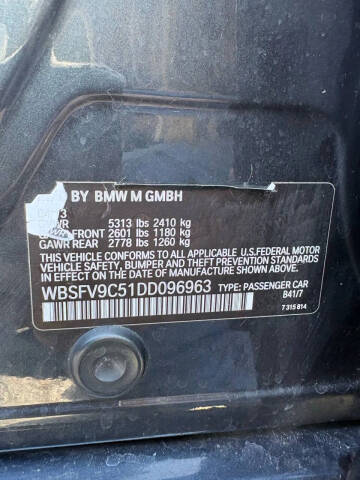 BY BMW M GMBH
5313 lbs 2410 kg
FRONT 2601 lbs 1180 kg
GAWR REAR 2778 lbs 1260 kg
THIS VEHICLE CONFORMS TO ALL APPLICABLE U.S.FEDERAL MOTOR
VEHICLE SAFETY, BUMPER AND THEFT PREVENTION STANDARDS
IN EFFECT ON THE DATE OF MANUFACTURE SHOWN ABOVE.
WBSFV9C51DD096963 TYPE: PASSENGER CAR
B41/7
7 315 814